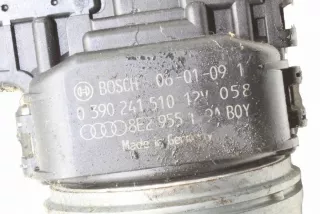 BOSCH 06-01-09 1
0 390 241 510 12V 058
8E2 955 1 BOY
Made in Germany